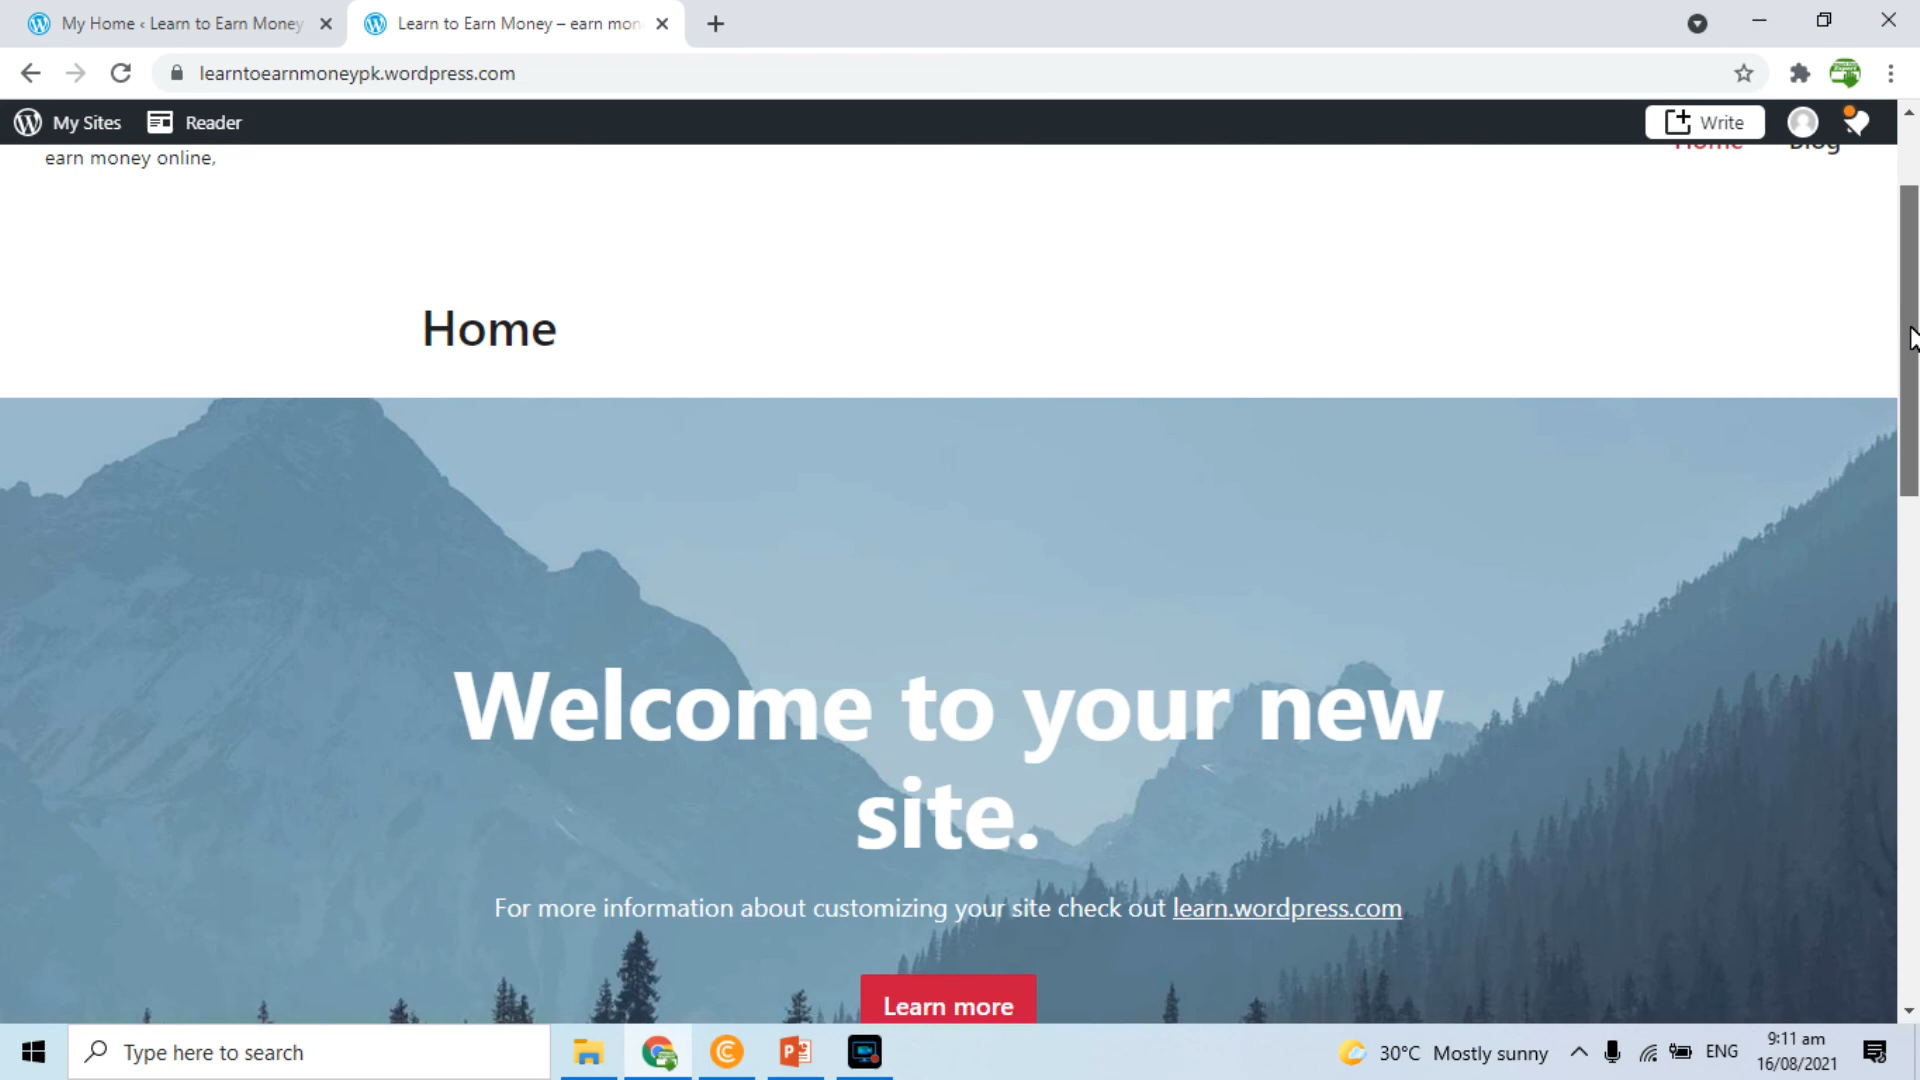 My Home ‹ Learn to Earn Money
Learn to Earn Money – earn mon
learntoearnmoneypk.wordpress.com
My Sites
Reader
Write
earn money online,
Home
Blog
Home
Welcome to your new
site.
For more information about customizing your site check out learn.wordpress.com
Learn more
Type here to search
30°C Mostly sunny
ENG
9:11 am
16/08/2021